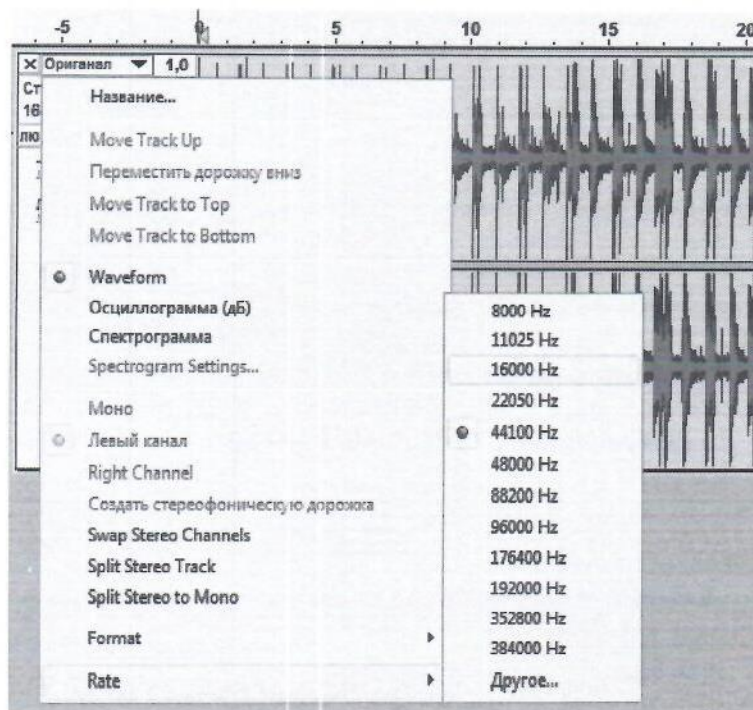 -5 0 5 10 15 20
Ориганал 1,0
Ст
16
лю
Название...
Move Track Up
Переместить дорожку вниз
Move Track to Top
Move Track to Bottom
Waveform
Осциллограмма (дБ)
Спектрограмма
Spectrogram Settings...
Моно
Левый канал
Right Channel
Создать стереофоническую дорожка
Swap Stereo Channels
Split Stereo Track
Split Stereo to Mono
Format
Rate
8000 Hz
11025 Hz
16000 Hz
22050 Hz
44100 Hz
48000 Hz
88200 Hz
96000 Hz
176400 Hz
192000 Hz
352800 Hz
384000 Hz
Другое...